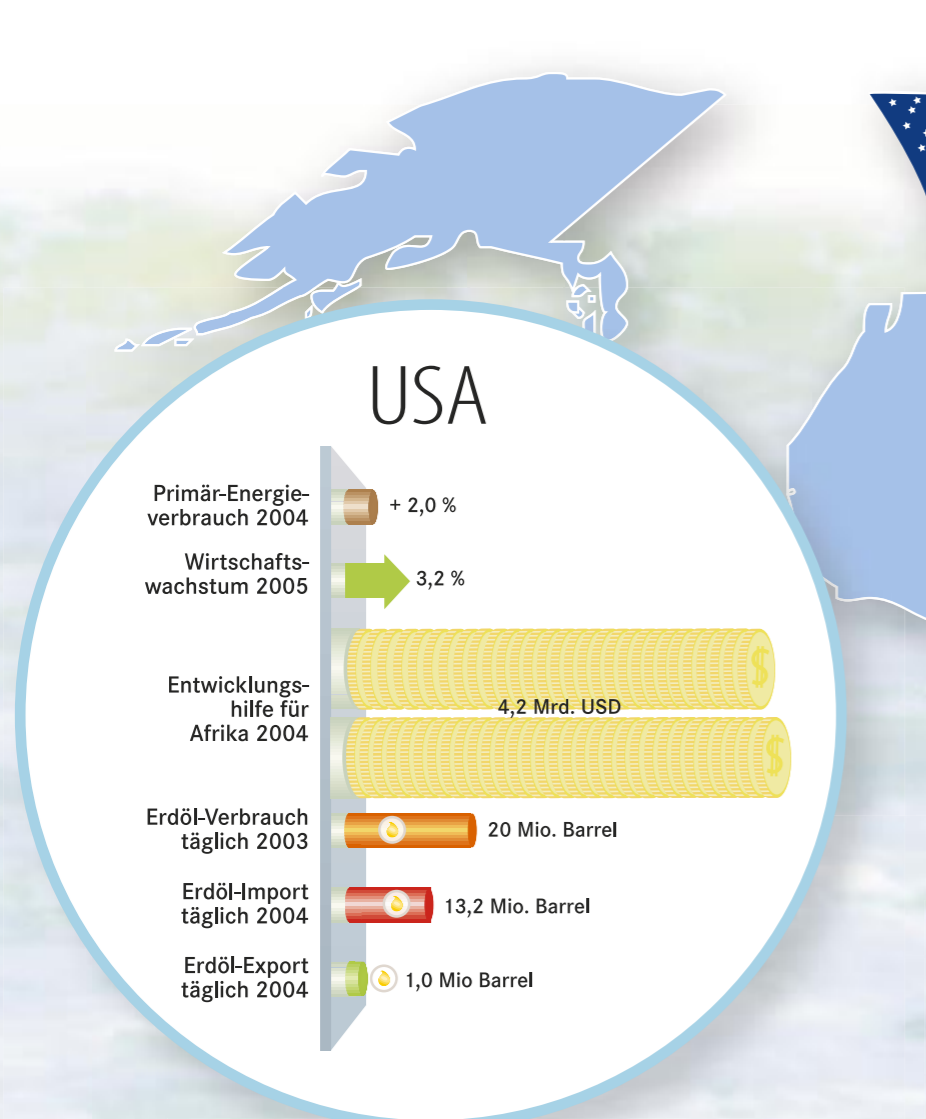 USA
Primär-Energie-
verbrauch 2004
+ 2,0 %
Wirtschafts-
wachstum 2005
3,2 %
Entwicklungs-
hilfe für
Afrika 2004
4,2 Mrd. USD
$
$
Erdöl-Verbrauch
täglich 2003
20 Mio. Barrel
Erdöl-Import
täglich 2004
13,2 Mio. Barrel
Erdöl-Export
täglich 2004
1,0 Mio Barrel